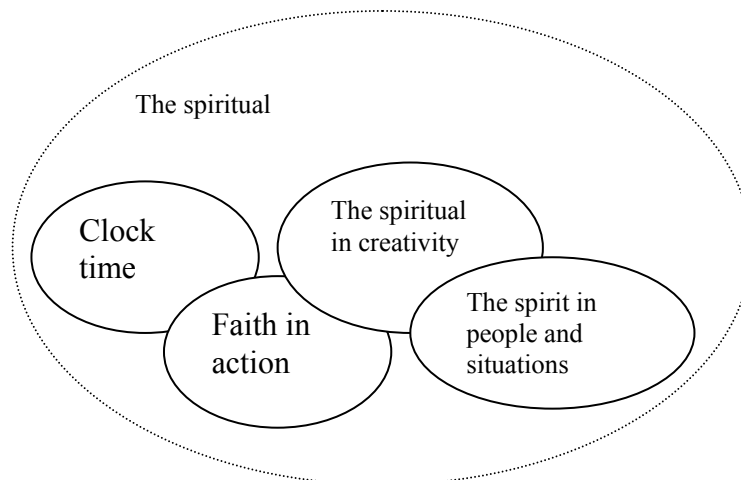 The spiritual
Clock
time
The spiritual
in creativity
Faith in
action
The spirit in
people and
situations